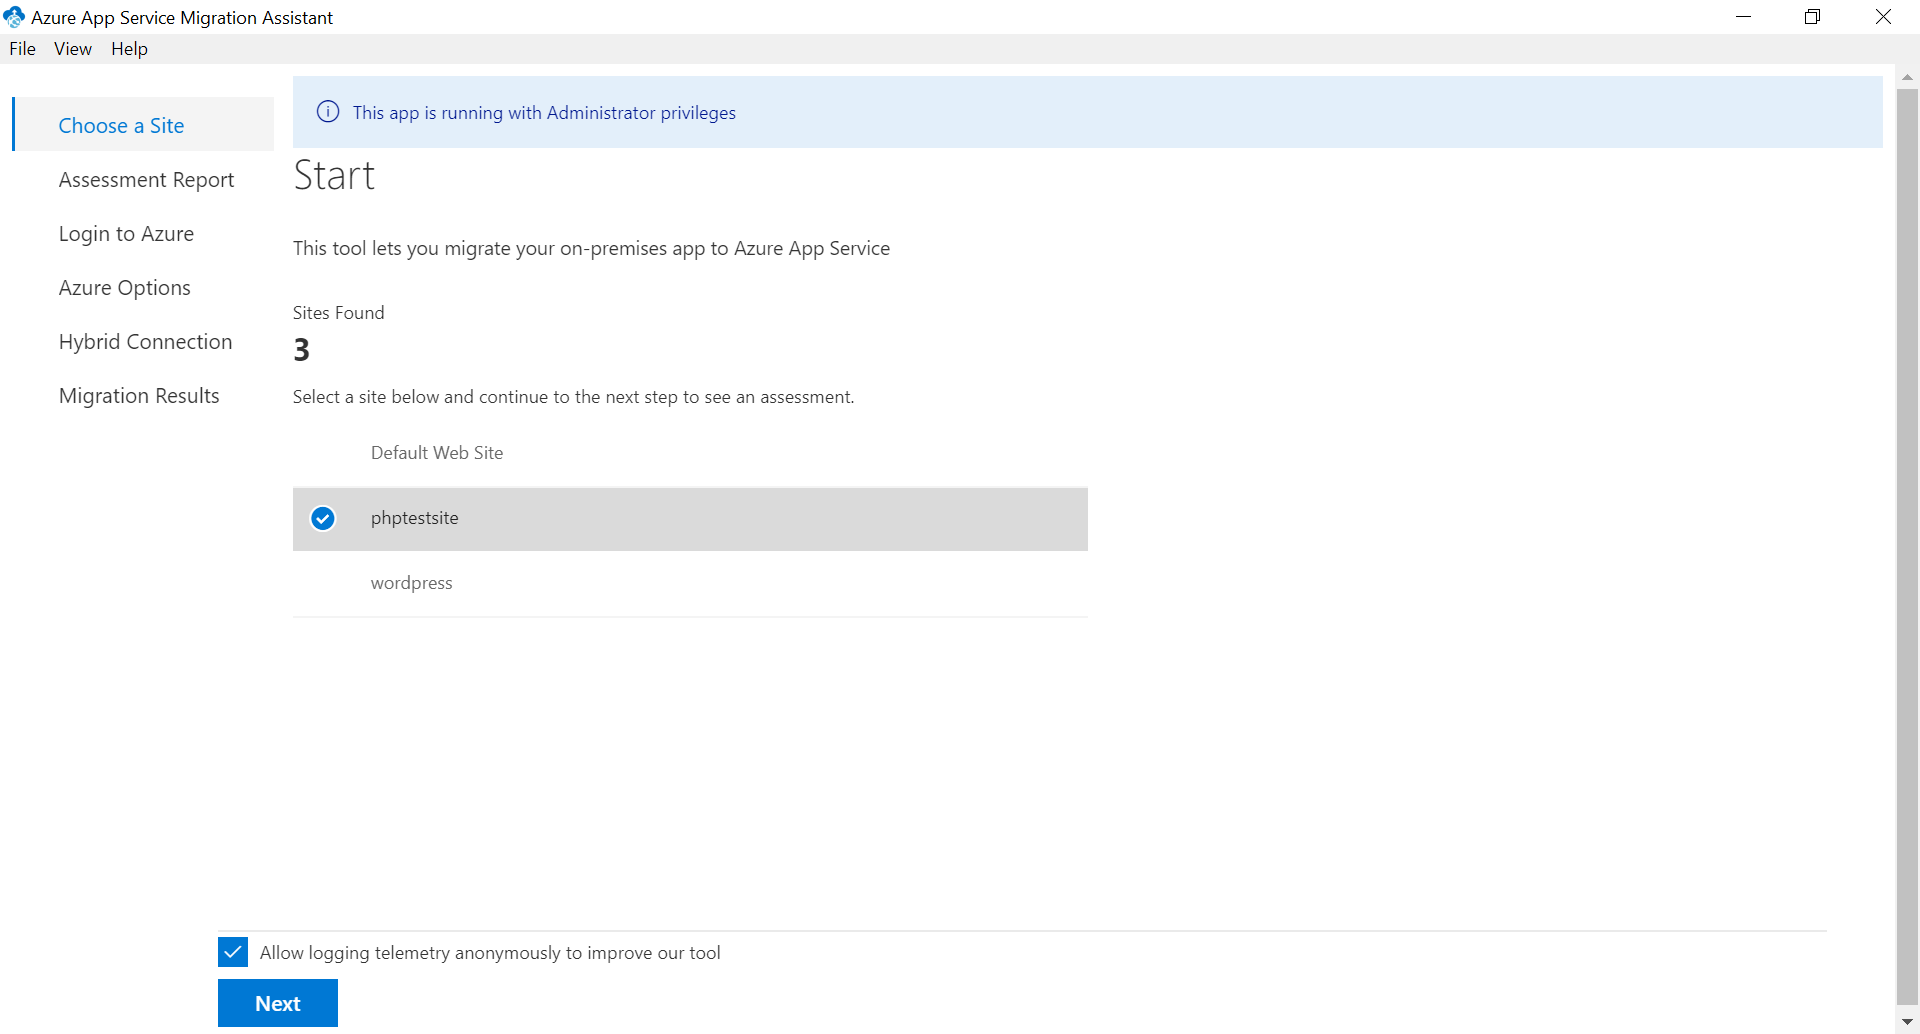 Azure App Service Migration Assistant
File View Help
Choose a Site
Assessment Report
Login to Azure
Azure Options
Hybrid Connection
Migration Results
This app is running with Administrator privileges
Start
This tool lets you migrate your on-premises app to Azure App Service
Sites Found
3
Select a site below and continue to the next step to see an assessment.
Default Web Site
phptestsite
wordpress
Allow logging telemetry anonymously to improve our tool
Next